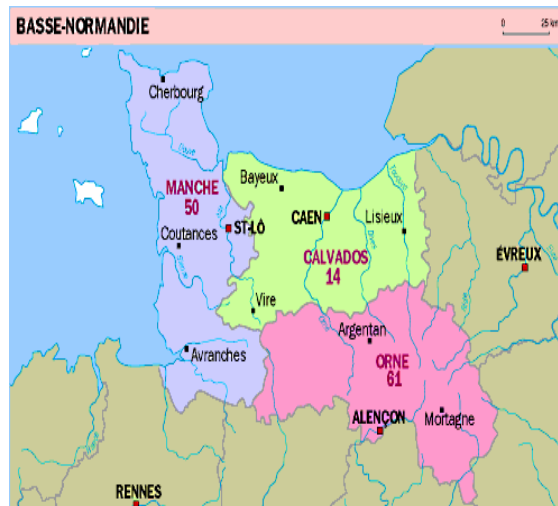 BASSE-NORMANDIE
0 25 km
Cherbourg
MANCHE
50
Bayeux
CAEN
Lisieux
ST-LÔ
Coutances
CALVADOS
14
ÉVREUX
Vire
Argentan
Avranches
ORNE
61
ALENÇON
Mortagne
RENNES